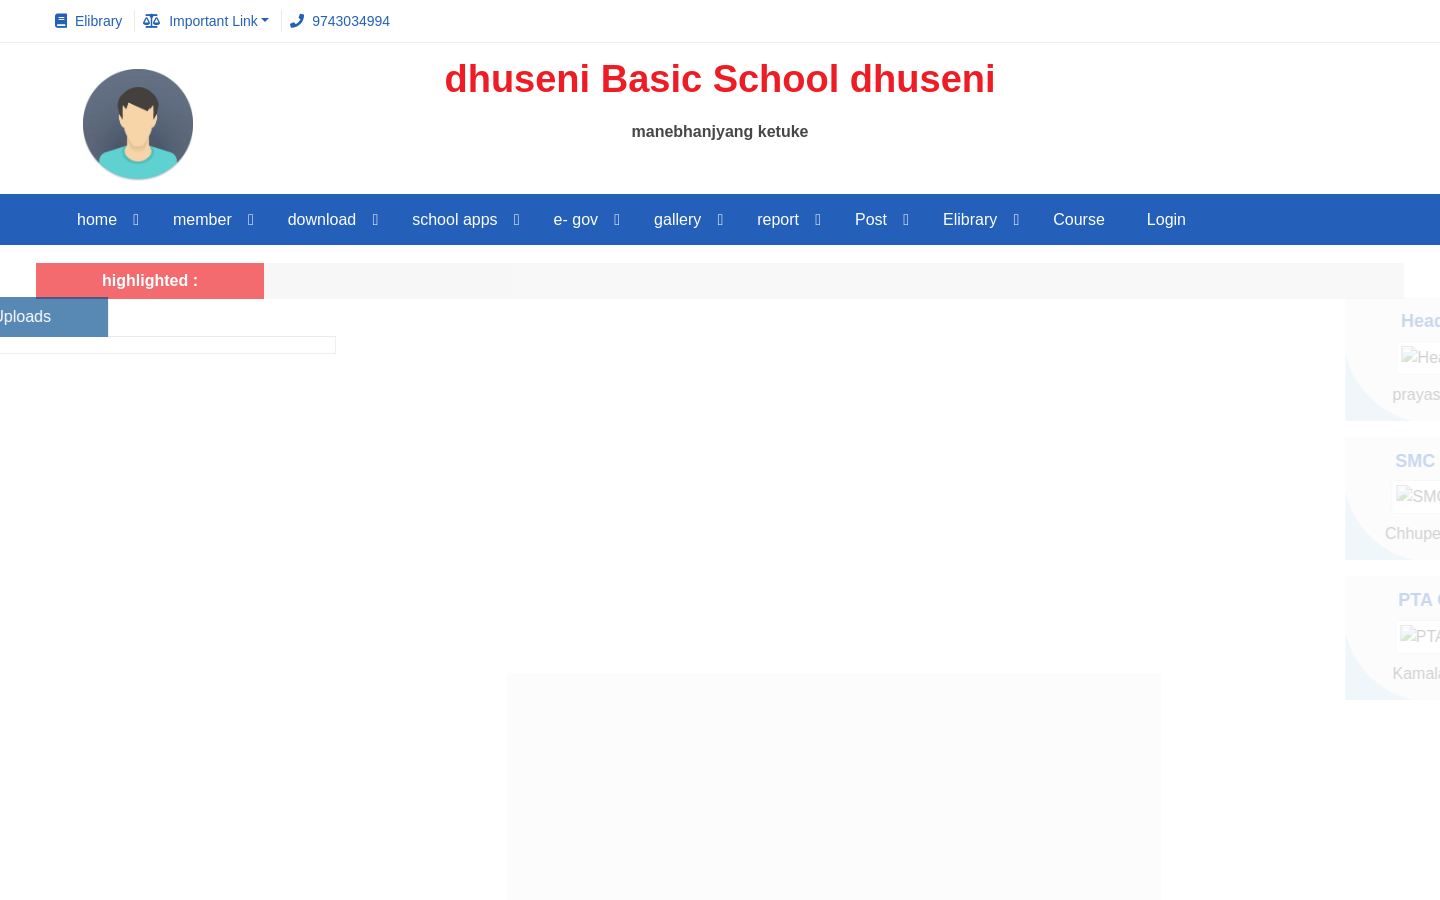 Elibrary
Important Link
9743034994
dhuseni Basic School dhuseni
manebhanjyang ketuke
home member download school apps e- gov gallery report Post Elibrary Course Login
highlighted :
Uploads
Head
Hea
prayas
SMC
SMC
Chhupe
PTA
PTA
Kamala